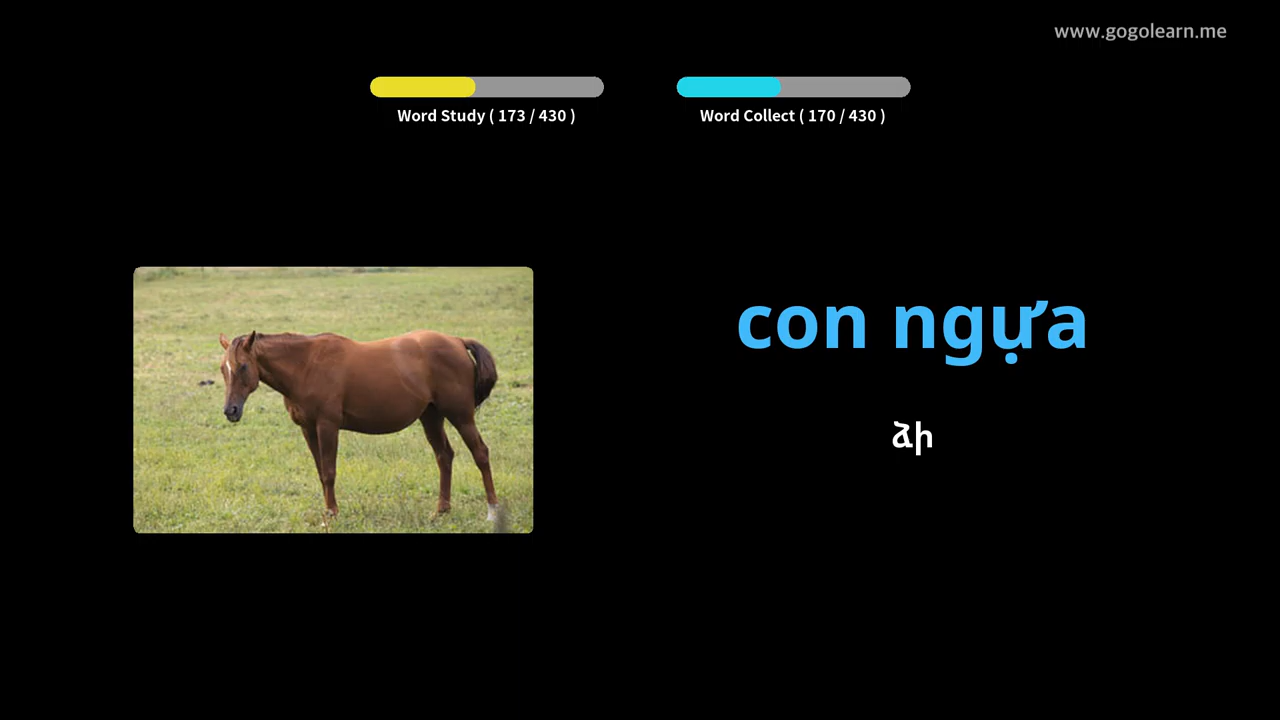 www.gogolearn.me
Word Study ( 173 / 430 )
Word Collect ( 170 / 430 )
con ngựa
ձի